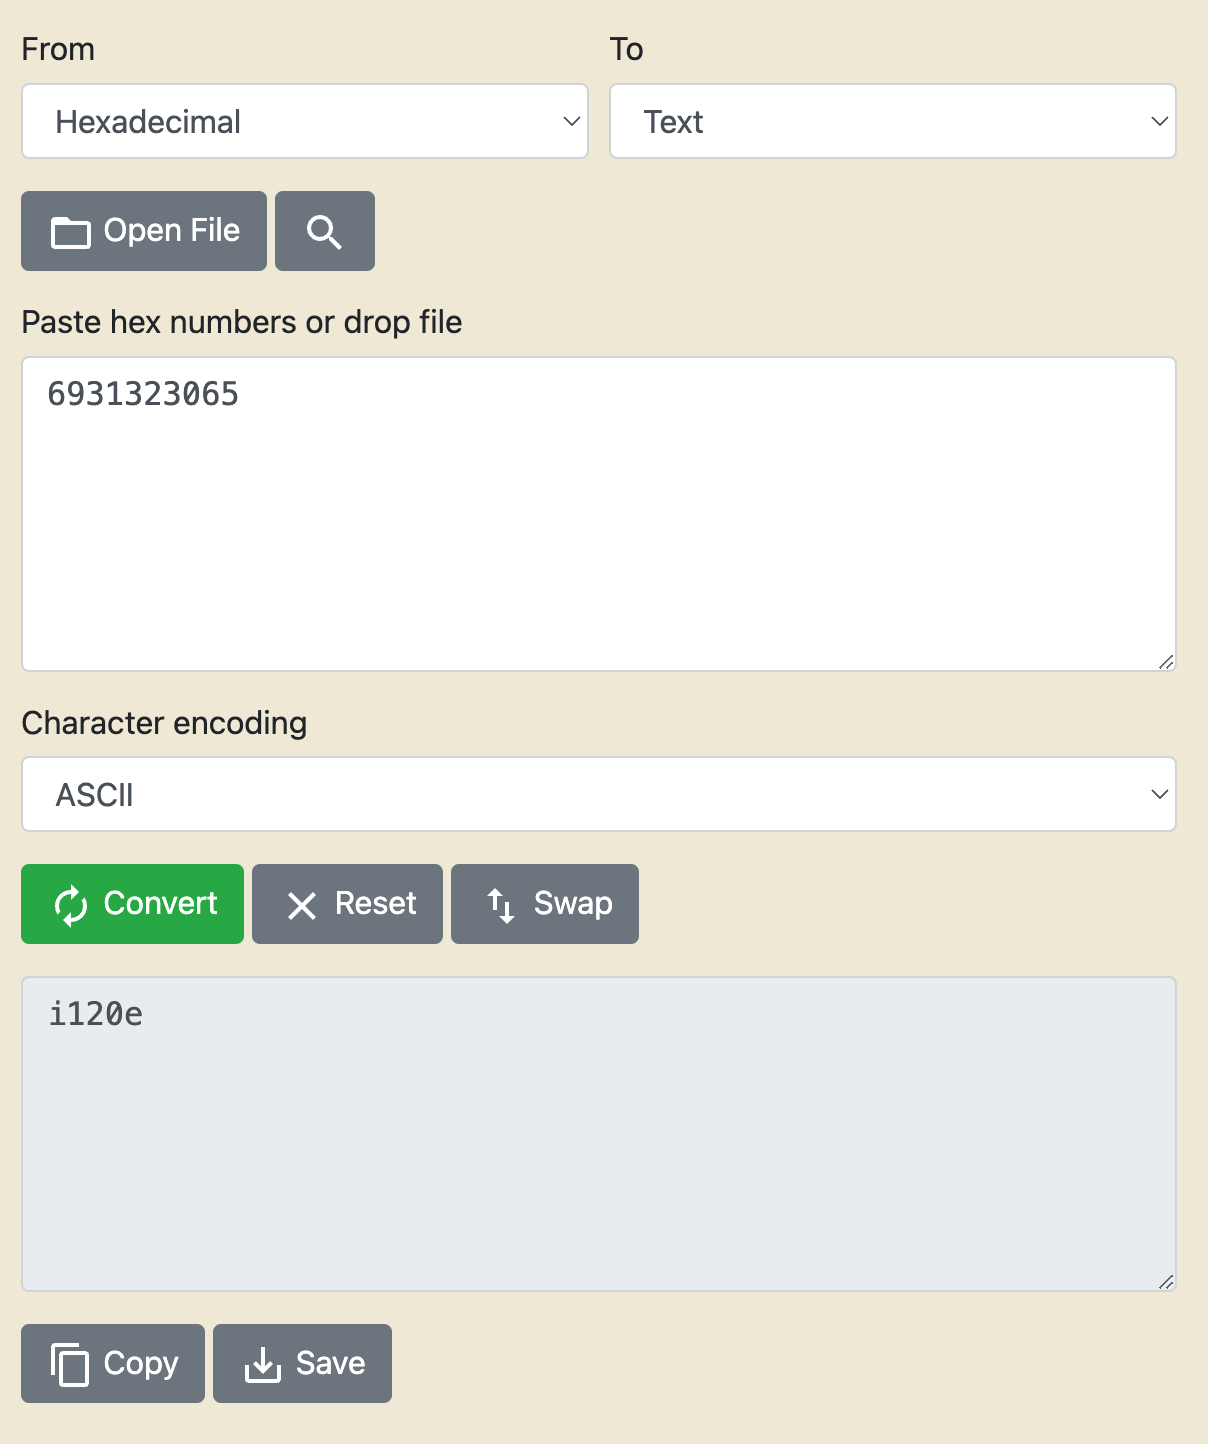 From
To
Hexadecimal
Text
Open File
Paste hex numbers or drop file
6931323065
Character encoding
ASCII
Convert
Reset
Swap
i120e
Copy
Save